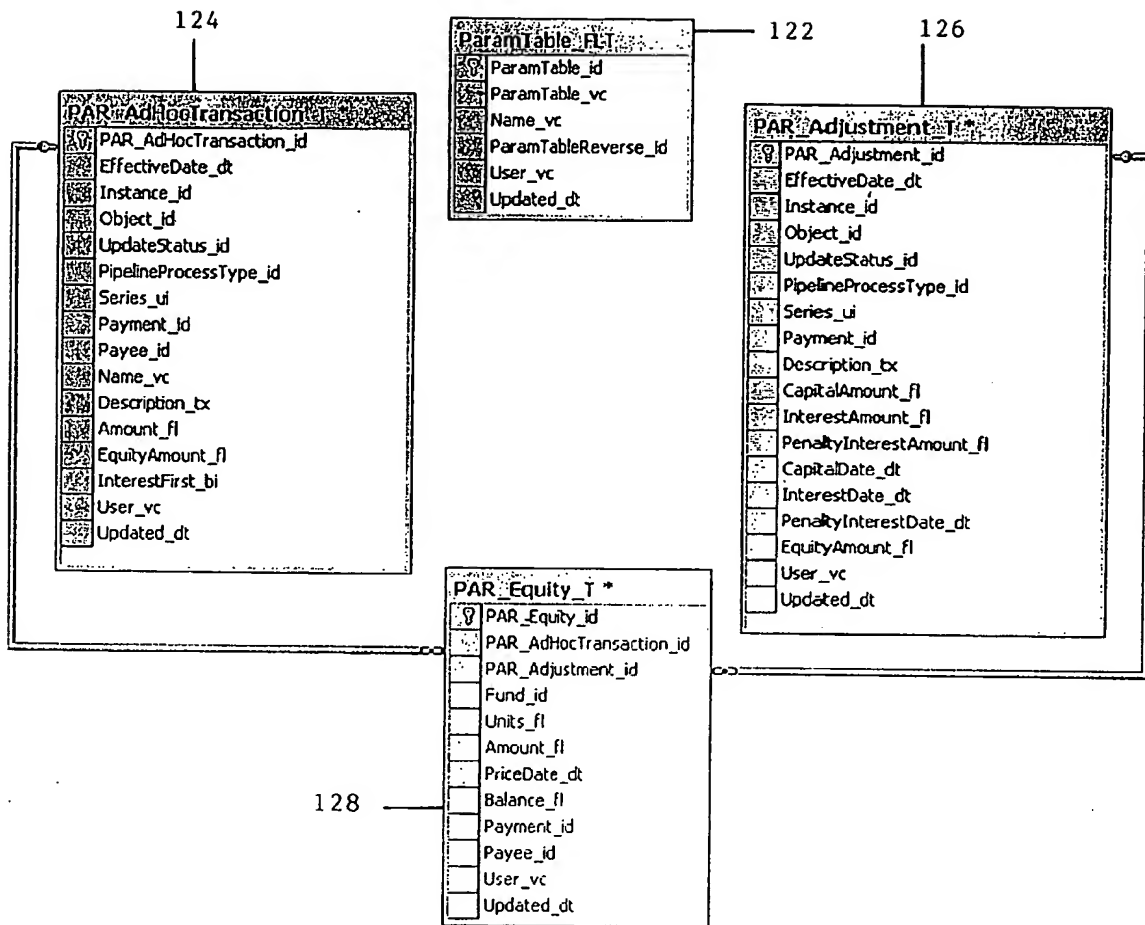 124
122
126
ParamTable_FLT
ParamTable_id
ParamTable_vc
Name_vc
ParamTableReverse_id
User_vc
Updated_dt
PAR_AdHocTransaction_T *
PAR_AdHocTransaction_id
EffectiveDate_dt
Instance_id
Object_id
UpdateStatus_id
PipelineProcessType_id
Series_ui
Payment_id
Payee_id
Name_vc
Description_tx
Amount_fl
EquityAmount_fl
InterestFirst_bi
User_vc
Updated_dt
PAR_Adjustment_T *
PAR_Adjustment_id
EffectiveDate_dt
Instance_id
Object_id
UpdateStatus_id
PipelineProcessType_id
Series_ui
Payment_id
Description_tx
CapitalAmount_fl
InterestAmount_fl
PenaltyInterestAmount_fl
CapitalDate_dt
InterestDate_dt
PenaltyInterestDate_dt
EquityAmount_fl
User_vc
Updated_dt
PAR_Equity_T *
PAR_Equity_id
PAR_AdHocTransaction_id
PAR_Adjustment_id
Fund_id
Units_fl
Amount_fl
PriceDate_dt
Balance_fl
Payment_id
Payee_id
User_vc
Updated_dt
128